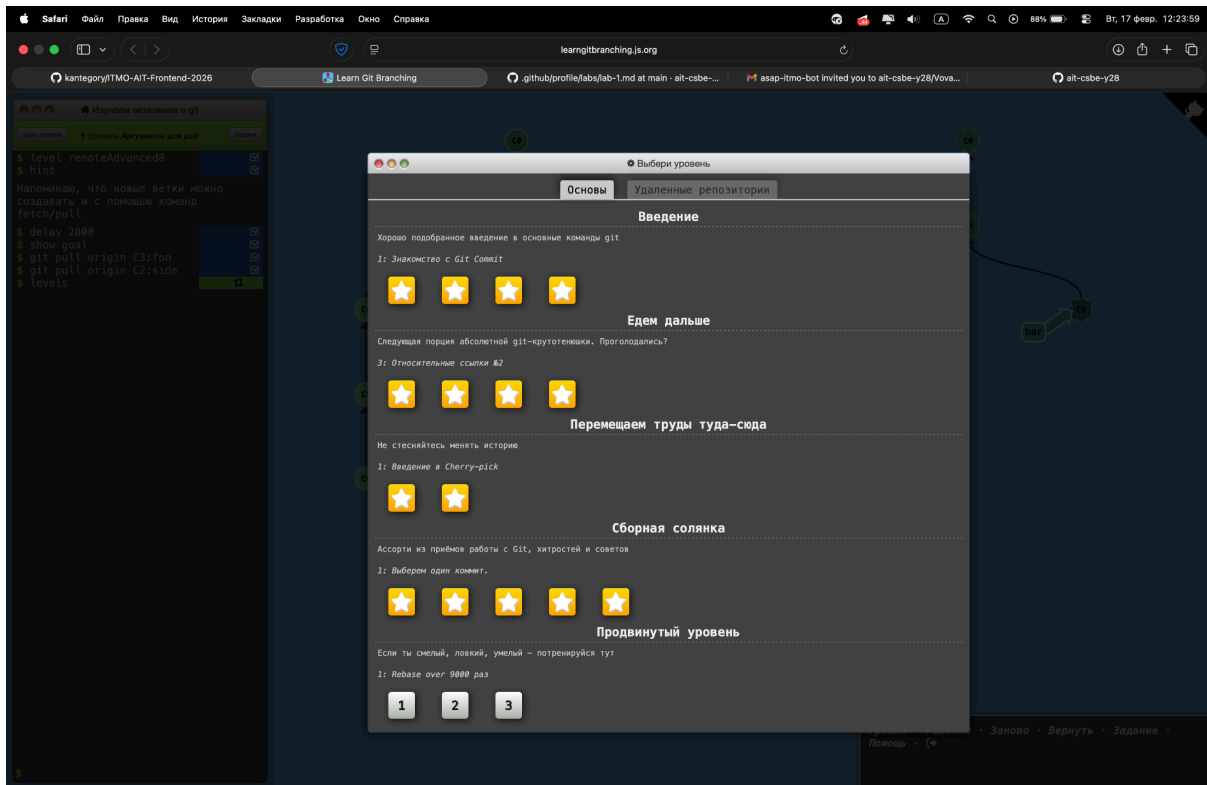 Safari Файл Правка Вид История Закладки Разработка Окно Справка
A 88% Вт, 17 февр. 12:23:59
learngitbranching.js.org
kantegory/ITMO-AIT-Frontend-2026
Learn Git Branching
.github/profile/labs/lab-1.md at main · ait-csbe-...
asap-itmo-bot invited you to ait-csbe-y28/Vova...
ait-csbe-y28
Изучаем ветвление в git
Цель уровня
Уровень Аргументы для pull
Задача
$ level remoteAdvanced8
$ hint
Напоминаю, что новые ветки можно
создавать и с помощью команд
fetch/pull
$ delay 2000
$ show goal
$ git pull origin C3:foo
$ git pull origin C2:side
$ levels
$
Выбери уровень
Основы Удаленные репозитории
Введение
Хорошо подобранное введение в основные команды git
1: Знакомство с Git Commit
Едем дальше
Следующая порция абсолютной git-крутотенюшки. Проголодались?
3: Относительные ссылки №2
Перемещаем труды туда-сюда
Не стесняйтесь менять историю
1: Введение в Cherry-pick
Сборная солянка
Ассорти из приёмов работы с Git, хитростей и советов
1: Выберем один коммит.
Продвинутый уровень
Если ты смелый, ловкий, умелый – потренируйся тут
1: Rebase over 9000 раз
1 2 3
C0
C0
C3
bar
· Заново · Вернуть · Задание ·
Помощь ·